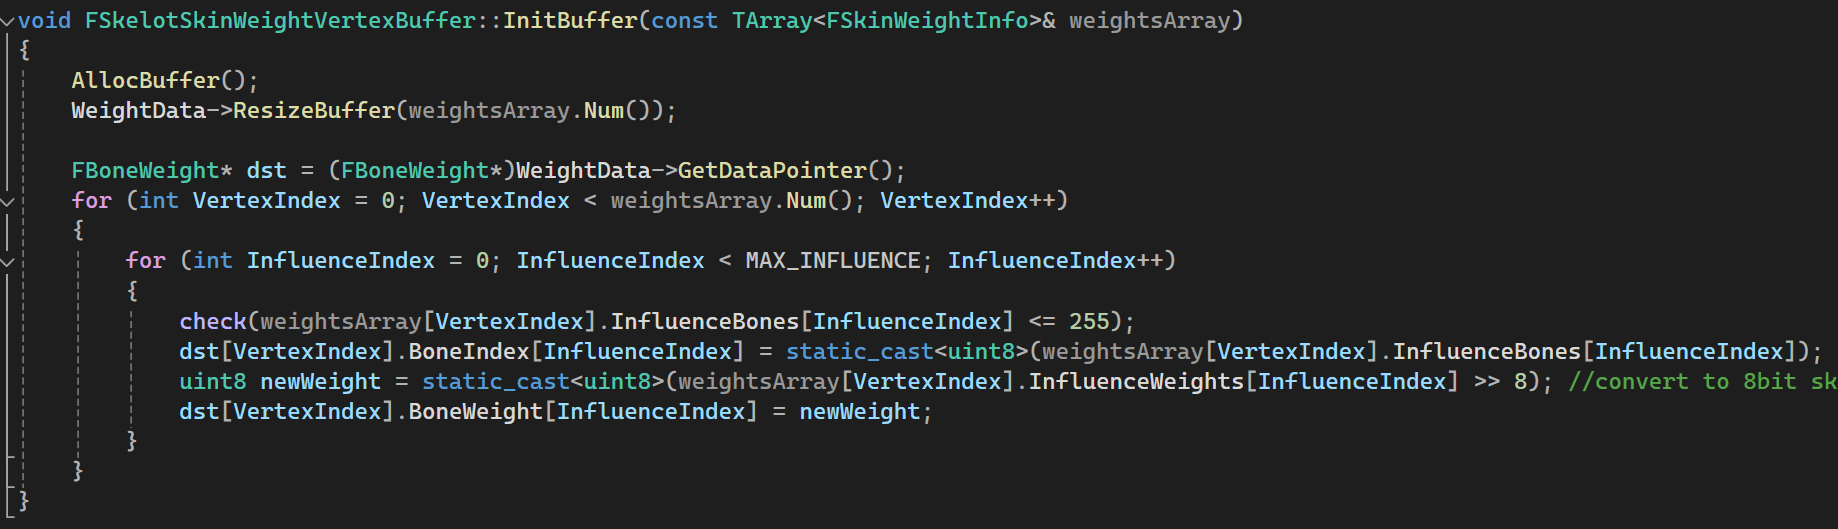 void FSkelotSkinWeightVertexBuffer::InitBuffer(const TArray<FSkinWeightInfo>& weightsArray)
{
    AllocBuffer();
    WeightData->ResizeBuffer(weightsArray.Num());

    FBoneWeight* dst = (FBoneWeight*)WeightData->GetDataPointer();
    for (int VertexIndex = 0; VertexIndex < weightsArray.Num(); VertexIndex++)
    {
        for (int InfluenceIndex = 0; InfluenceIndex < MAX_INFLUENCE; InfluenceIndex++)
        {
            check(weightsArray[VertexIndex].InfluenceBones[InfluenceIndex] <= 255);
            dst[VertexIndex].BoneIndex[InfluenceIndex] = static_cast<uint8>(weightsArray[VertexIndex].InfluenceBones[InfluenceIndex]);
            uint8 newWeight = static_cast<uint8>(weightsArray[VertexIndex].InfluenceWeights[InfluenceIndex] >> 8); //convert to 8bit sk
            dst[VertexIndex].BoneWeight[InfluenceIndex] = newWeight;
        }
    }
}